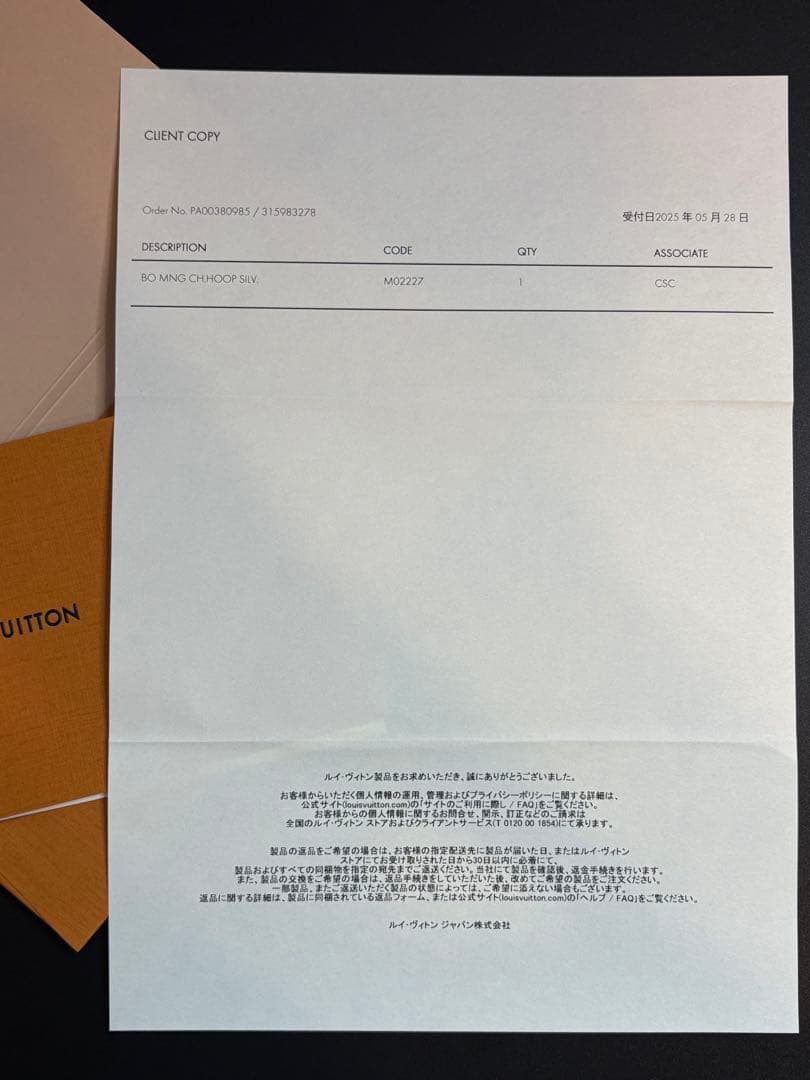 CLIENT COPY
Order No. PA00380985 / 315983278
受付日2025 年 05 月 28 日
DESCRIPTION CODE QTY ASSOCIATE
BO MNG CH.HOOP SILV. M02227 1 CSC
UITTON
ルイ・ヴィトン製品をお求めいただき、誠にありがとうございました。
お客様からいただく個人情報の運用、管理およびプライバシーポリシーに関する詳細は、
公式サイト(louisvuitton.com)の「サイトのご利用に際し / FAQ」をご覧ください。
お客様からの個人情報に関するお問合せ、開示、訂正などのご請求は
全国のルイ・ヴィトン ストアおよびクライアントサービス(T 0120 00 1854)にて承ります。
製品の返品をご希望の場合は、お客様の指定配送先に製品が届いた日、またはルイ・ヴィトン
ストアにてお受け取りされた日から30日以内に必着にて、
製品およびすべての同梱物を指定の宛先までご返送ください。当社にて製品を確認後、返金手続きを行います。
また、製品の交換をご希望の場合は、返品手続きをしていただいた後、改めてご希望の製品をご注文ください。
一部製品、またご返送いただく製品の状態によっては、ご希望に添えない場合もございます。
返品に関する詳細は、製品に同梱されている返品フォーム、または公式サイト(louisvuitton.com)の「ヘルプ / FAQ」をご覧ください。
ルイ・ヴィトン ジャパン株式会社